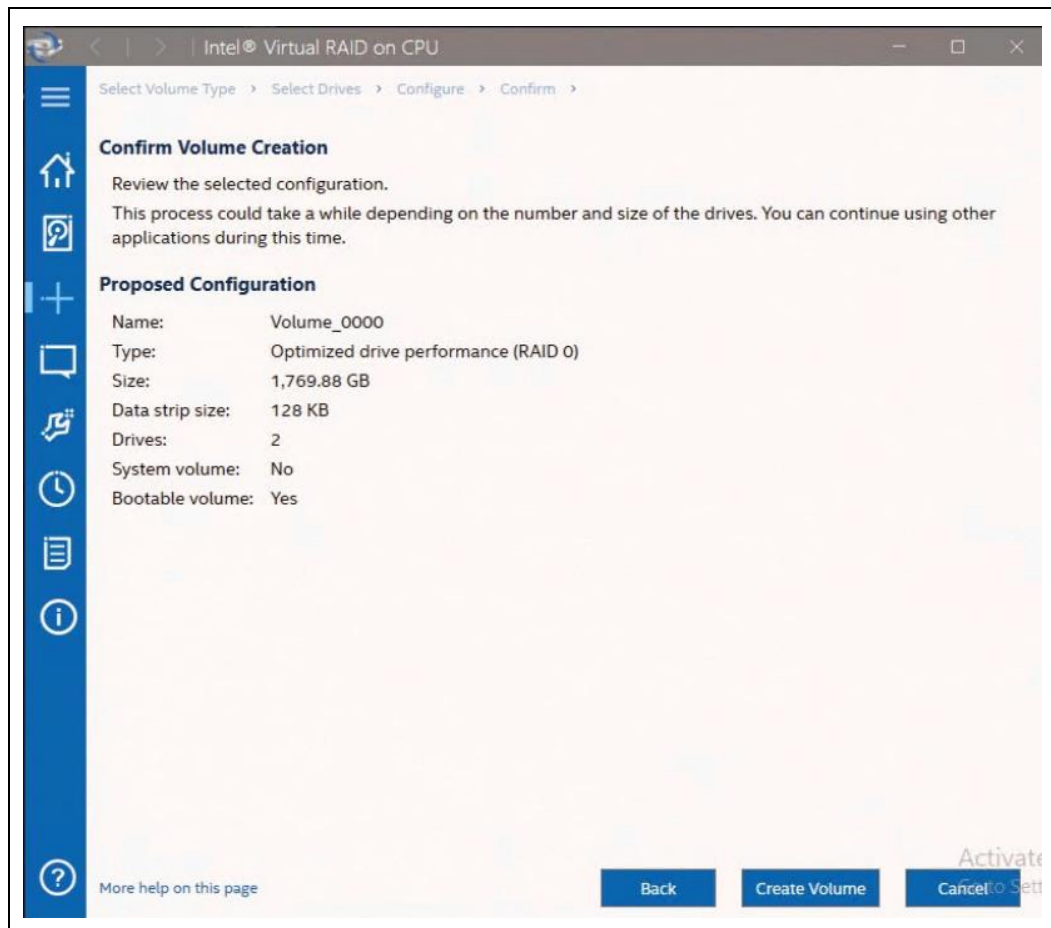 Intel® Virtual RAID on CPU
Select Volume Type > Select Drives > Configure > Confirm >
Confirm Volume Creation
Review the selected configuration.
This process could take a while depending on the number and size of the drives. You can continue using other
applications during this time.
Proposed Configuration
Name: Volume_0000
Type: Optimized drive performance (RAID 0)
Size: 1,769.88 GB
Data strip size: 128 KB
Drives: 2
System volume: No
Bootable volume: Yes
Activate
More help on this page Back Create Volume Cancel to Sett